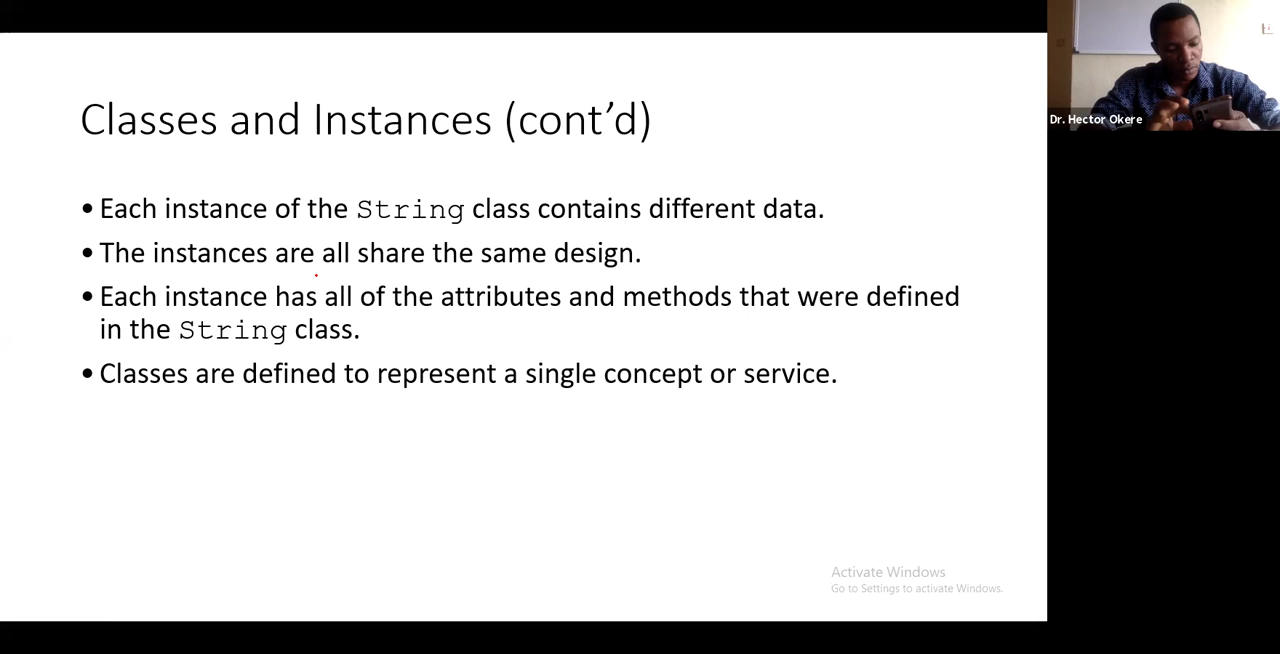 Classes and Instances (cont’d)
• Each instance of the String class contains different data.
• The instances are all share the same design.
• Each instance has all of the attributes and methods that were defined
in the String class.
• Classes are defined to represent a single concept or service.
Activate Windows
Go to Settings to activate Windows.
Dr. Hector Okere